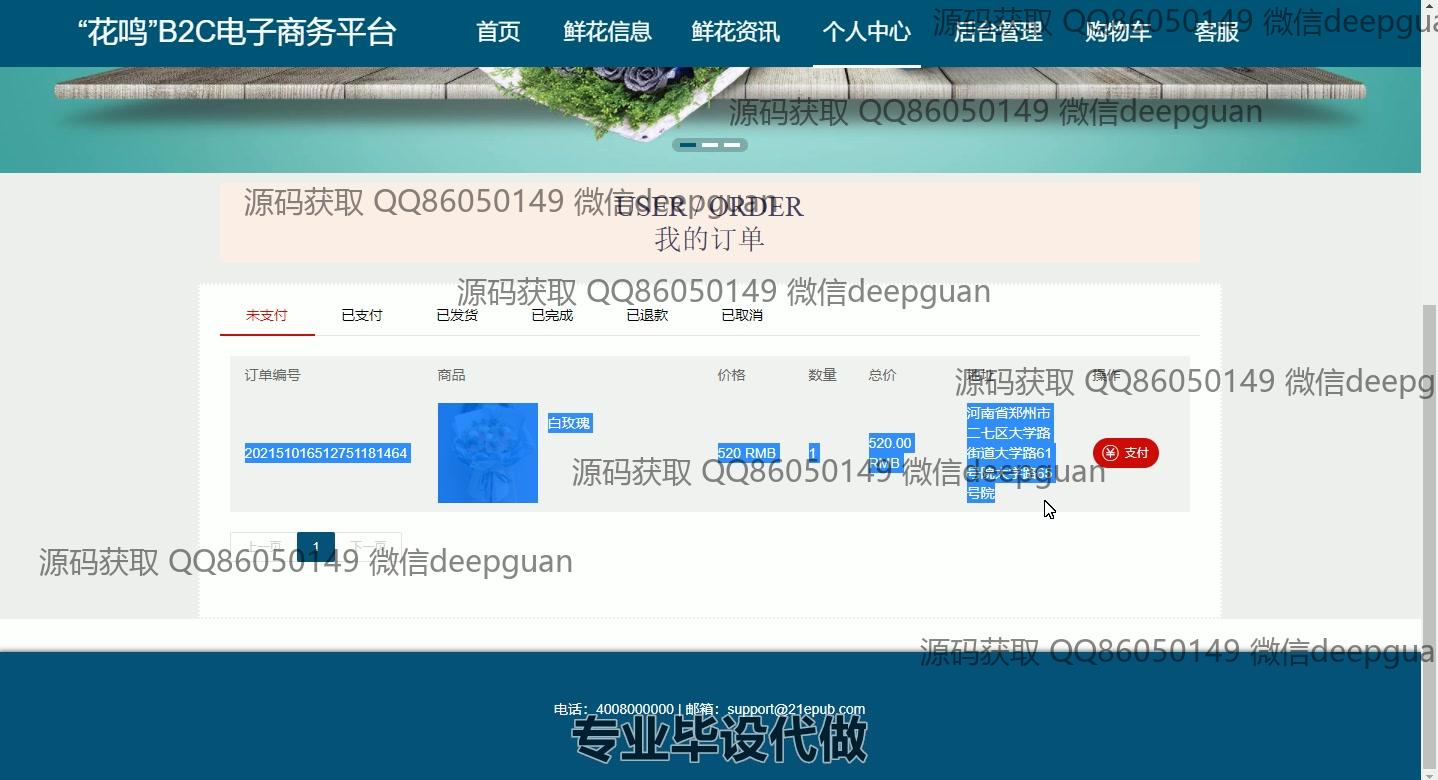 “花鸣”B2C电子商务平台 首页 鲜花信息 鲜花资讯 个人中心 后台管理 购物车 客服
源码获取 QQ86050149 微信deepgua
源码获取 QQ86050149 微信deepguan
源码获取 QQ86050149 微信deepguan
USER / ORDER
我的订单
源码获取 QQ86050149 微信deepguan
未支付 已支付 已发货 已完成 已退款 已取消
订单编号 商品 价格 数量 总价 地址 操作
源码获取 QQ86050149 微信deepg
202151016512751181464 白玫瑰 520 RMB 1 520.00 RMB 支付
河南省郑州市
二七区大学路
街道大学路61
号院大学路65
号院
源码获取 QQ86050149 微信deepguan
上一页 1 下一页
源码获取 QQ86050149 微信deepguan
源码获取 QQ86050149 微信deepgua
电话：4008000000 | 邮箱：support@21epub.com
专业毕设代做